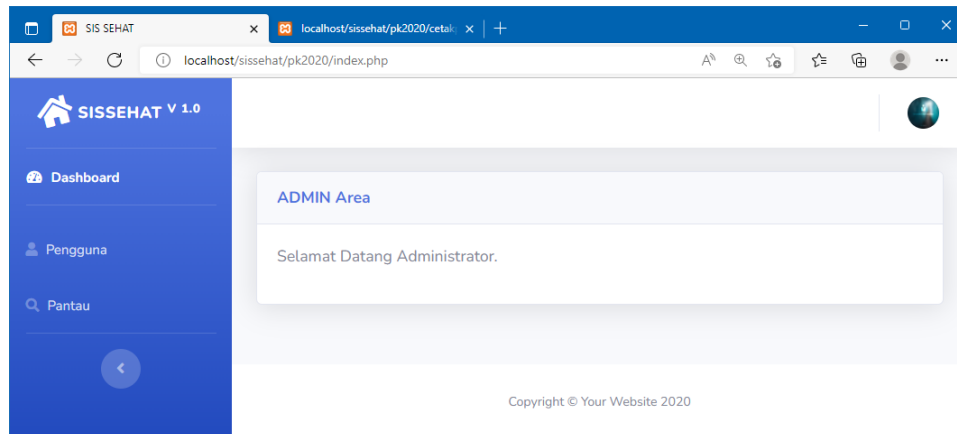 SIS SEHAT
localhost/sissehat/pk2020/cetak
localhost/sissehat/pk2020/index.php
SISSEHAT V 1.0
Dashboard
ADMIN Area
Pengguna
Selamat Datang Administrator.
Pantau
Copyright © Your Website 2020